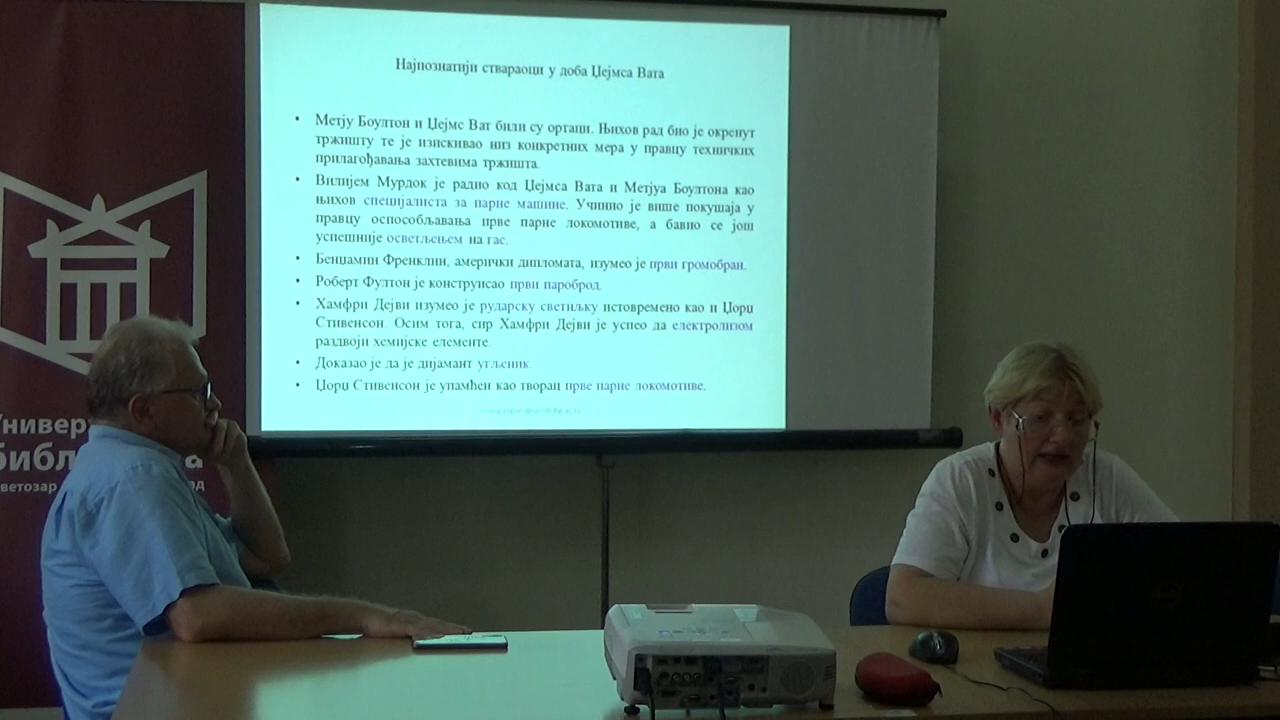 Најпознатији ствараоци у доба Џејмса Вата
• Метју Боултон и Џејмс Ват били су ортаци. Њихов рад био је окренут
тржишту те је изискивао низ конкретних мера у правцу техничких
прилагођавања захтевима тржишта.
• Вилијем Мурдок је радио код Џејмса Вата и Метјуа Боултона као
њихов специјалиста за парне машине. Учинио је више покушаја у
правцу оспособљавања прве парне локомотиве, а бавио се још
успешније осветљењем на гас.
• Бенџамин Френклин, амерички дипломата, изумео је први громобран.
• Роберт Фултон је конструисао први пароброд.
• Хамфри Дејви изумео је рударску светиљку истовремено као и Џорџ
Стивенсон. Осим тога, сир Хамфри Дејви је успео да електролизом
раздвоји хемијске елементе.
• Доказао је да је дијамант угљеник.
• Џорџ Стивенсон је упамћен као творац прве парне локомотиве.
Универ
библ
ветозар